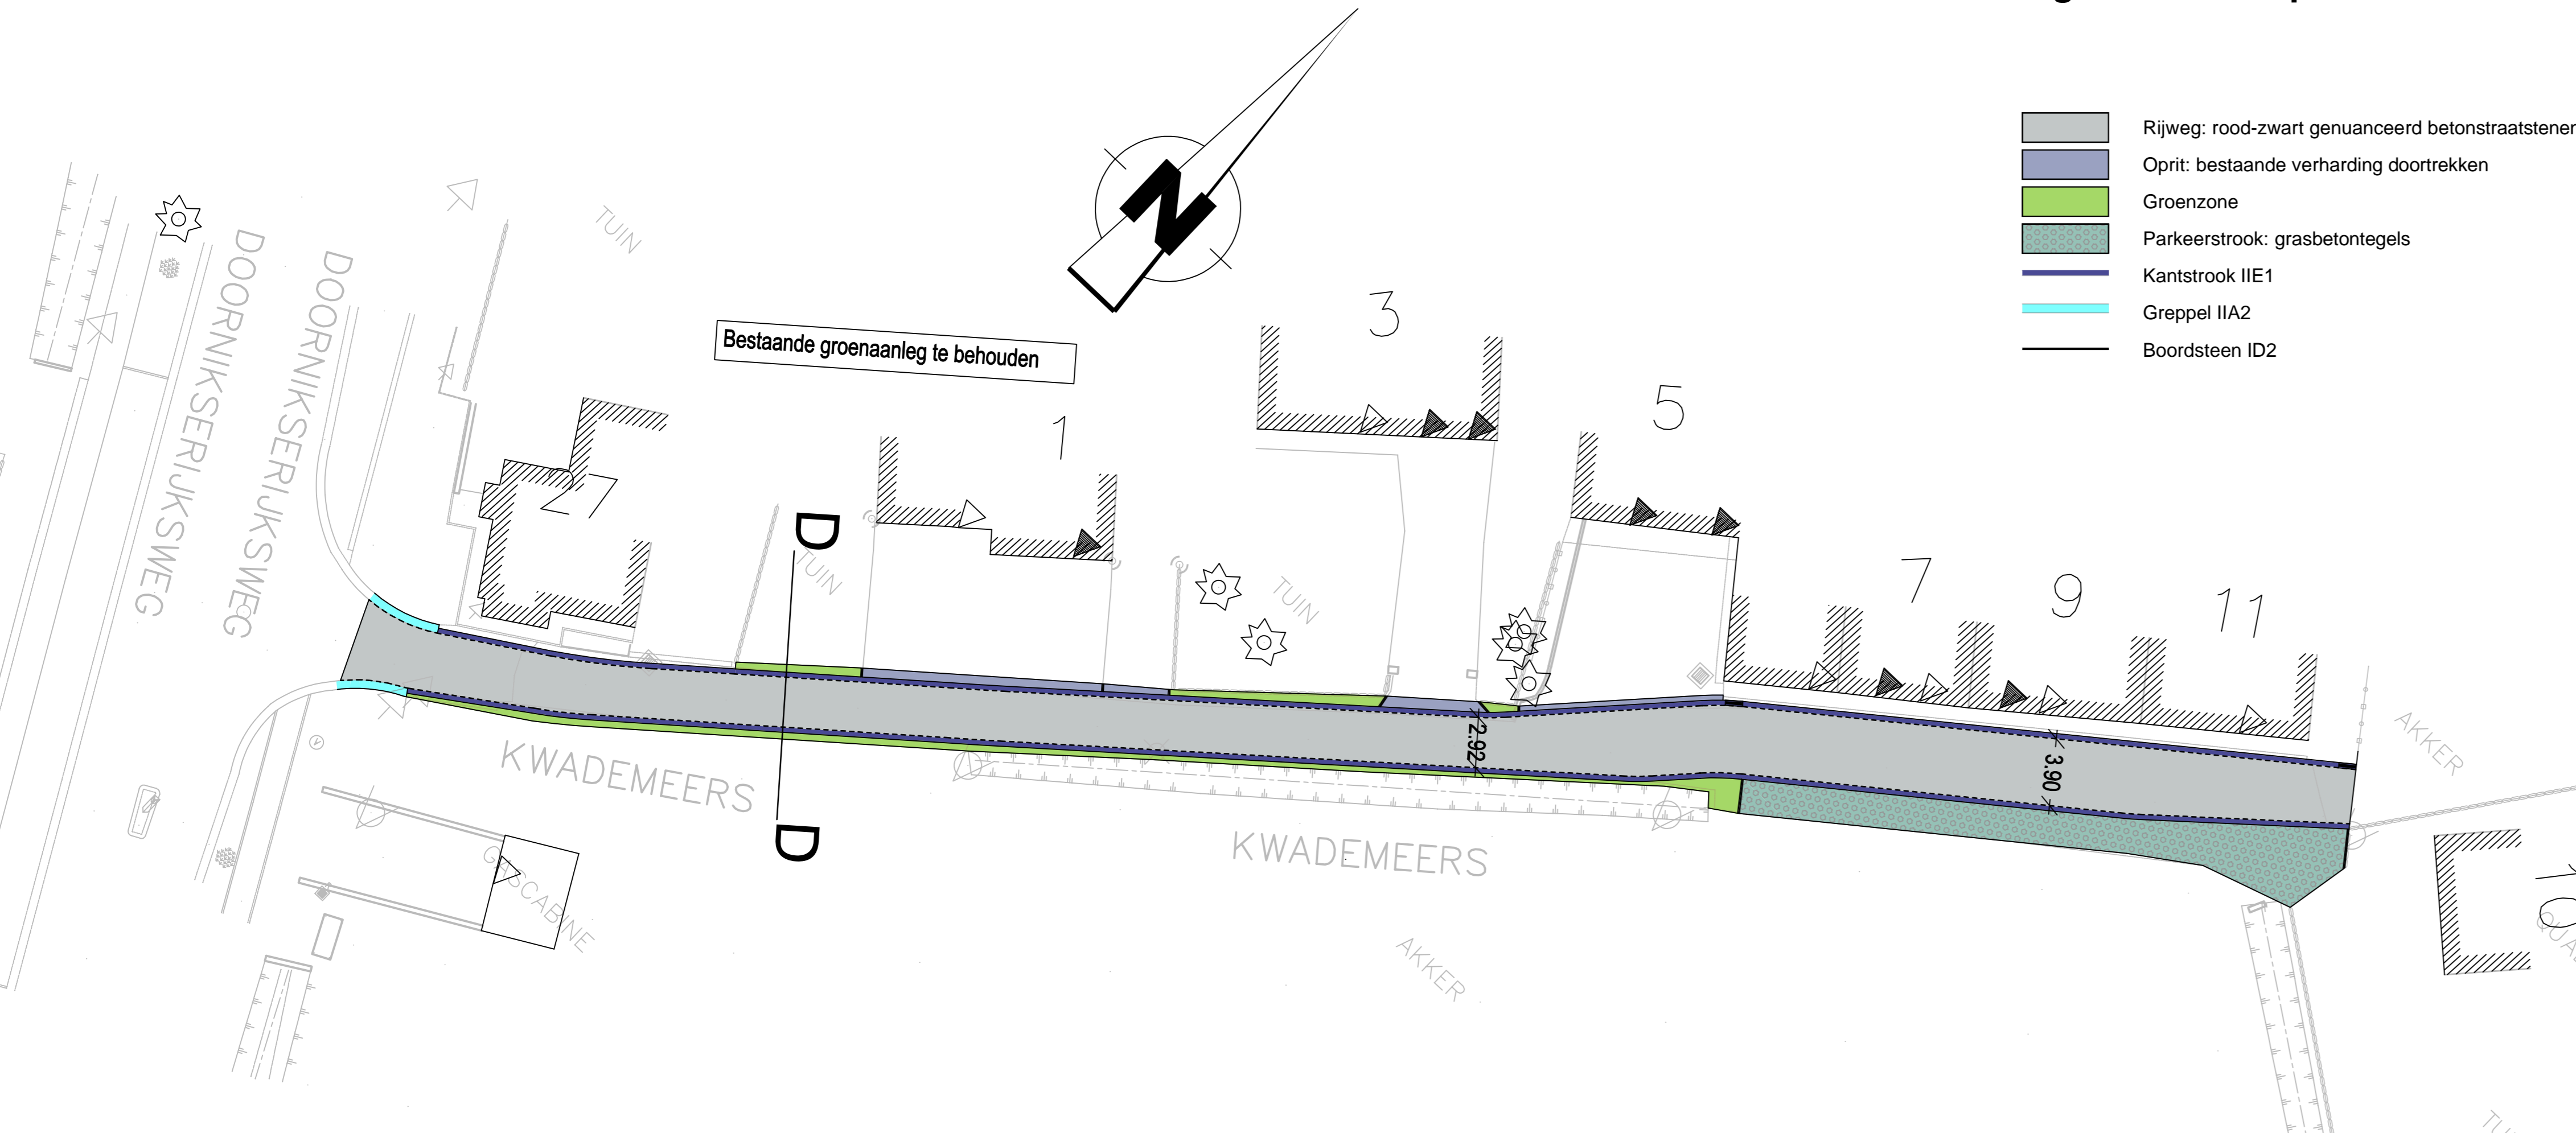 Rijweg: rood-zwart genuanceerd betonstraatstenen
Oprit: bestaande verharding doortrekken
Groenzone
Parkeerstrook: grasbetontegels
Kantstrook IIE1
Greppel IIA2
Boordsteen ID2
N
Bestaande groenaanleg te behouden
DOORNIKSERIJKSWEG
DOORNIKSERIJKSWEG
TUIN
27
1
3
5
7
9
11
D
TUIN
TUIN
AKKER
2.92
3.90
KWADEMEERS
D
KWADEMEERS
GASCABINE
AKKER
10